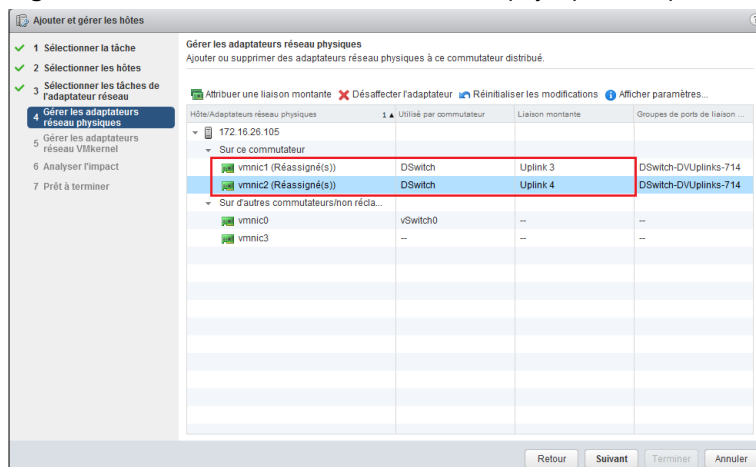 Ajouter et gérer les hôtes
1 Sélectionner la tâche
2 Sélectionner les hôtes
3 Sélectionner les tâches de
l'adaptateur réseau
4 Gérer les adaptateurs
réseau physiques
5 Gérer les adaptateurs
réseau VMkernel
6 Analyser l'impact
7 Prêt à terminer
Gérer les adaptateurs réseau physiques
Ajouter ou supprimer des adaptateurs réseau physiques à ce commutateur distribué.
Attribuer une liaison montante Désaffecter l'adaptateur Réinitialiser les modifications Afficher paramètres...
Hôte/Adaptateurs réseau physiques 1 ▲ Utilisé par commutateur Liaison montante Groupes de ports de liaison ...
172.16.26.105
Sur ce commutateur
vmnic1 (Réassigné(s)) DSwitch Uplink 3 DSwitch-DVUplinks-714
vmnic2 (Réassigné(s)) DSwitch Uplink 4 DSwitch-DVUplinks-714
Sur d'autres commutateurs/non récla...
vmnic0 vSwitch0 -- --
vmnic3 -- -- --
Retour Suivant Terminer Annuler